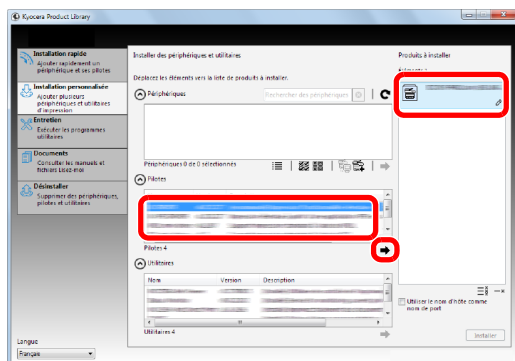 Kyocera Product Library
Installation rapide
Ajouter rapidement un
périphérique et ses pilotes
Installation personnalisée
Ajouter plusieurs
périphériques et utilitaires
d'impression
Entretien
Exécuter les programmes
utilitaires
Documents
Consulter les manuels et
fichiers Lisez-moi
Désinstaller
Supprimer des périphériques,
pilotes et utilitaires
Langue
Français
Installer des périphériques et utilitaires
Déplacez les éléments vers la liste de produits à installer.
Périphériques
Rechercher des périphériques
Périphériques 0 de 0 sélectionnés
Pilotes
Pilotes 4
Utilitaires
Nom Version Description
Utilitaires 4
Produits à installer
Utiliser le nom d'hôte comme
nom de port
Installer